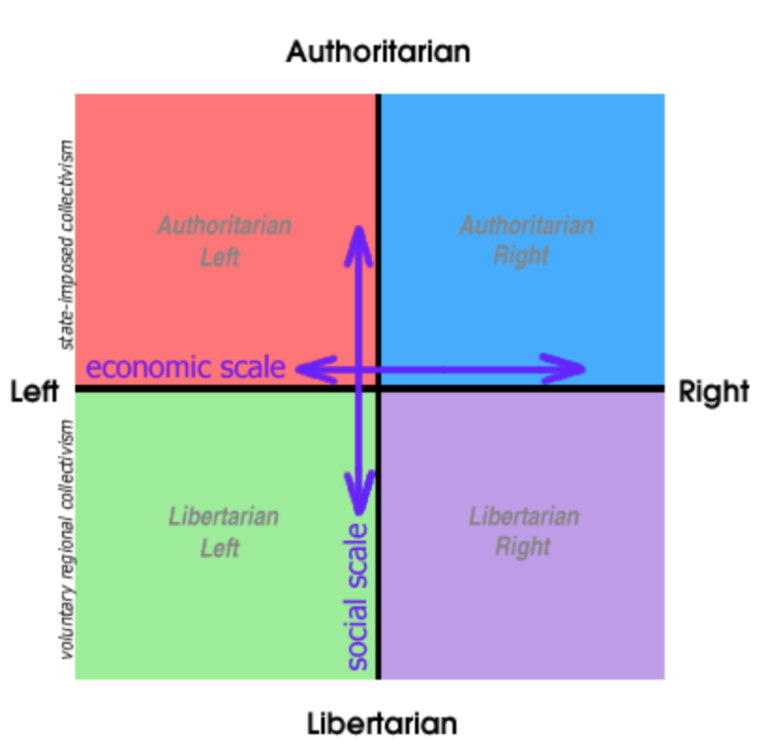 Authoritarian
state-imposed collectivism
Authoritarian
Left
Authoritarian
Right
economic scale
Left
Right
voluntary regional collectivism
Libertarian
Left
social scale
Libertarian
Right
Libertarian